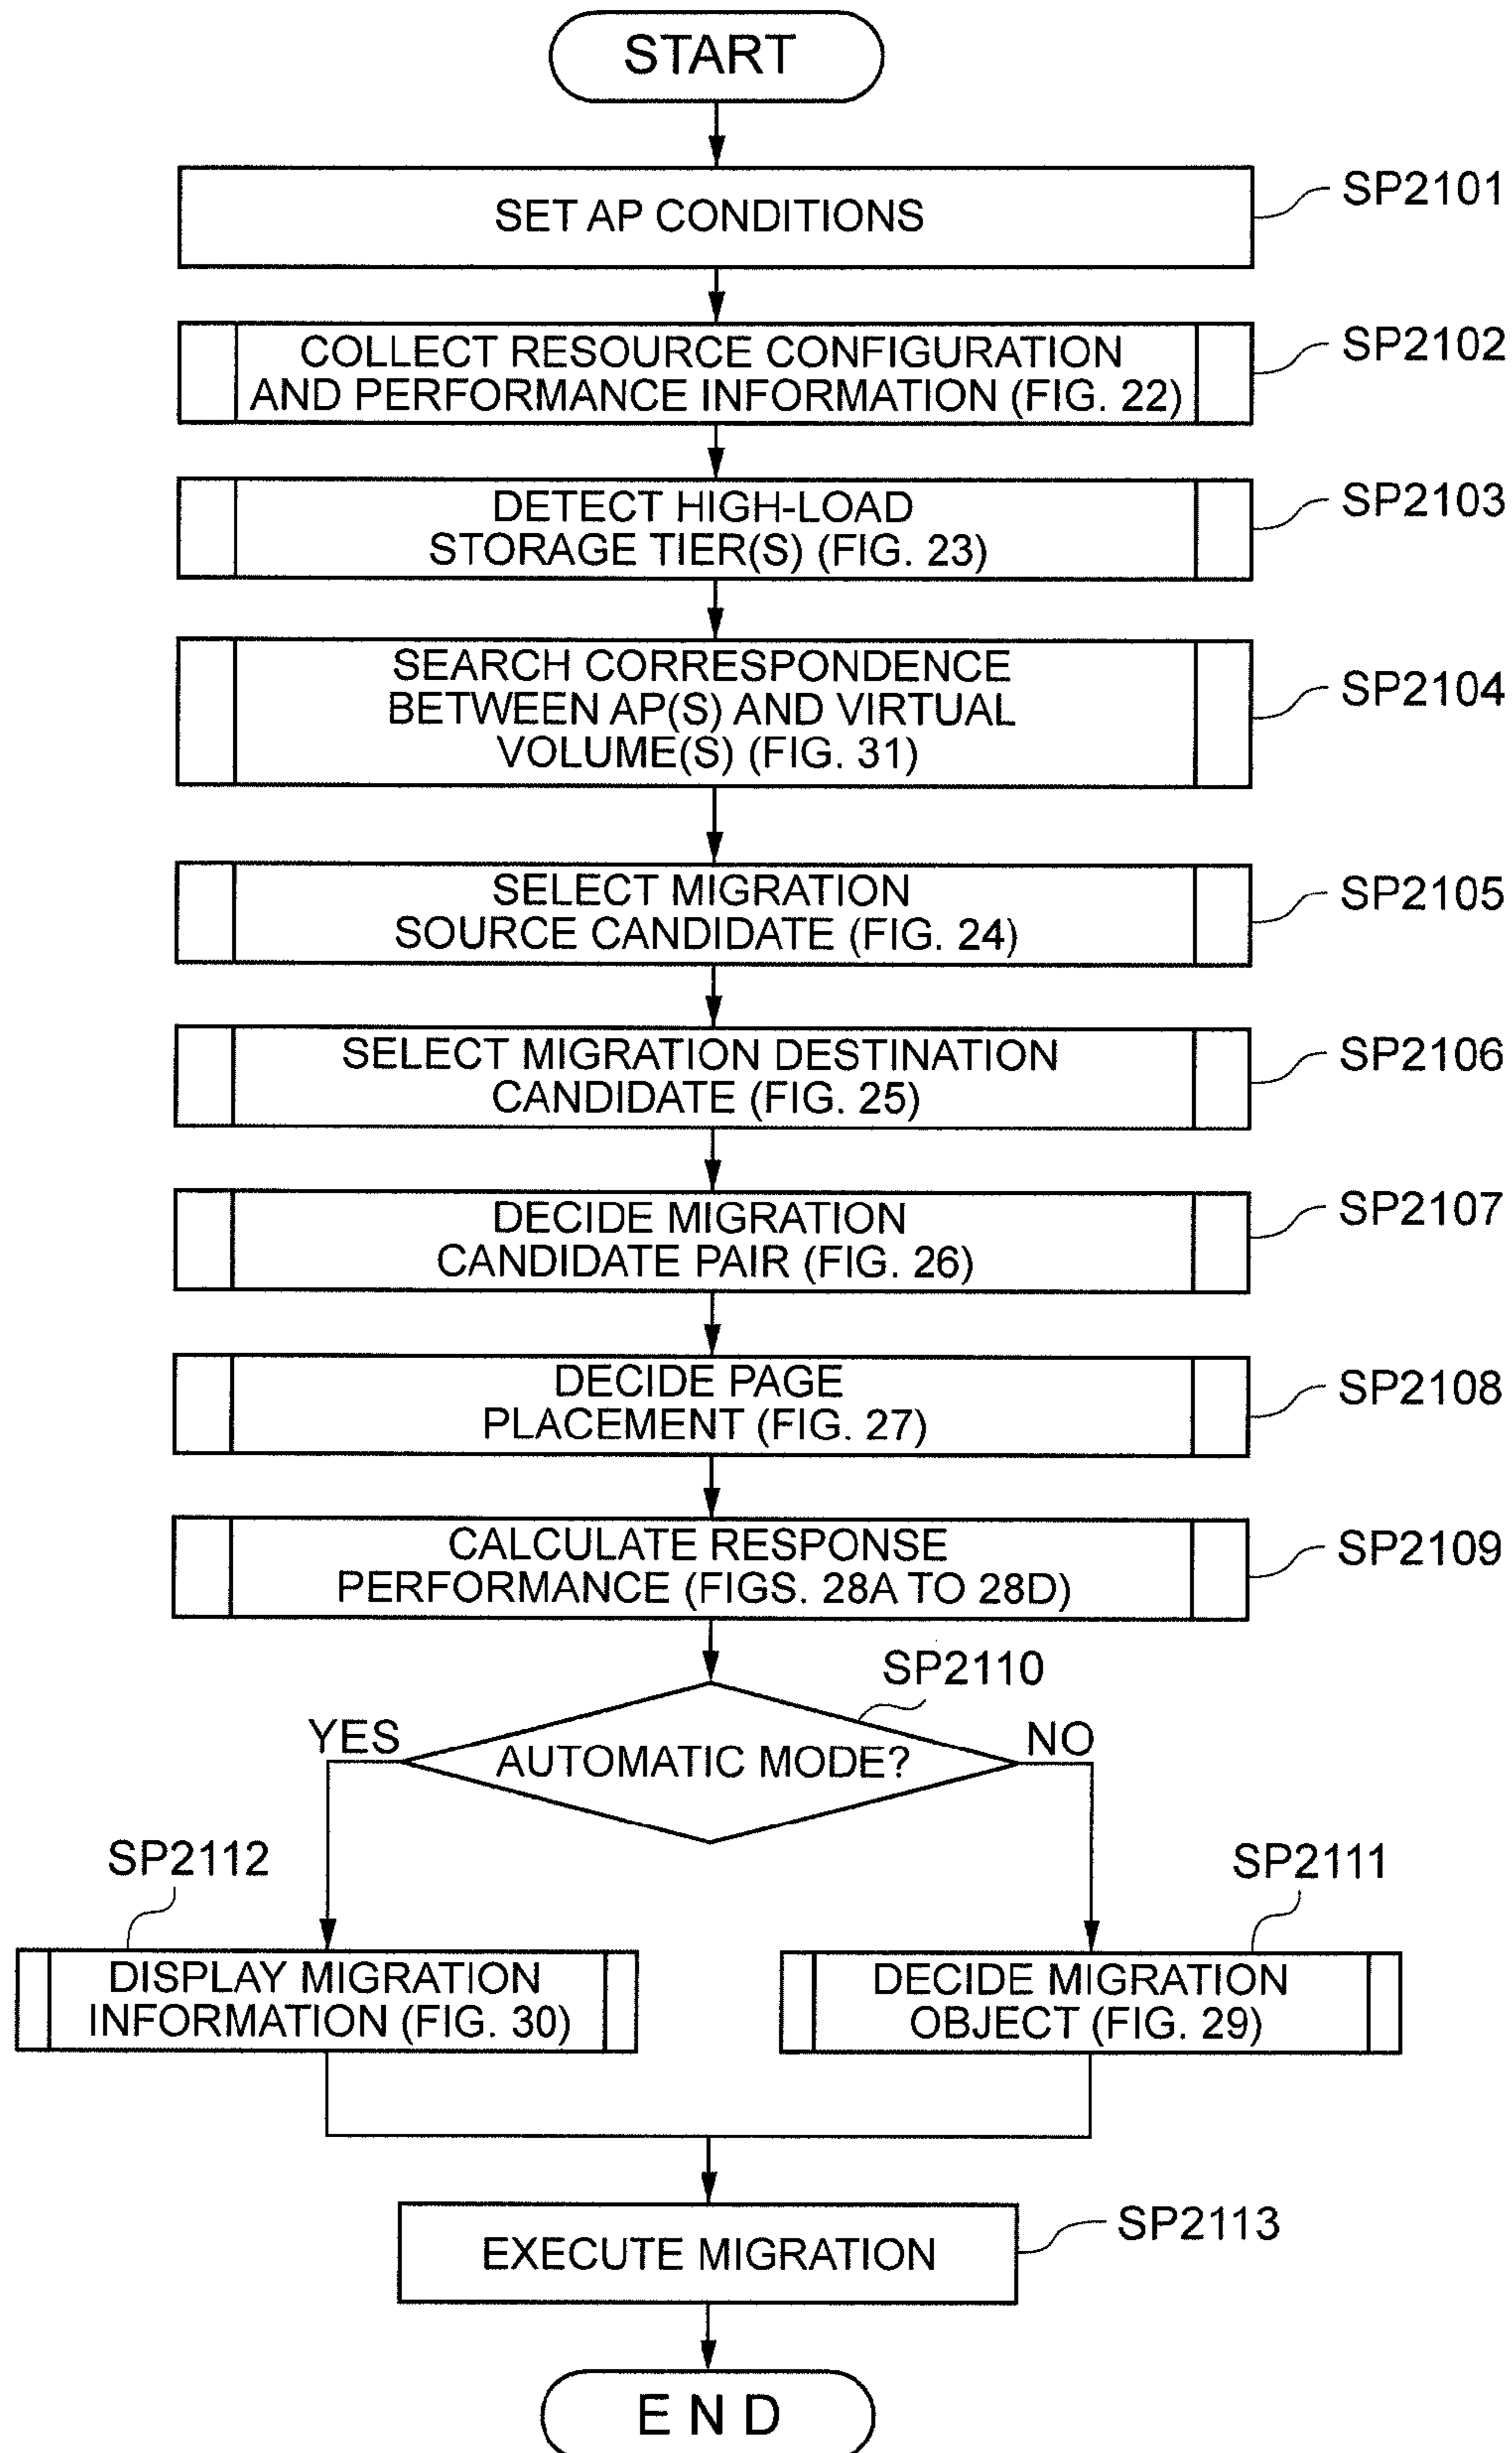 START
SET AP CONDITIONS
SP2101
COLLECT RESOURCE CONFIGURATION
AND PERFORMANCE INFORMATION (FIG. 22)
SP2102
DETECT HIGH-LOAD
STORAGE TIER(S) (FIG. 23)
SP2103
SEARCH CORRESPONDENCE
BETWEEN AP(S) AND VIRTUAL
VOLUME(S) (FIG. 31)
SP2104
SELECT MIGRATION
SOURCE CANDIDATE (FIG. 24)
SP2105
SELECT MIGRATION DESTINATION
CANDIDATE (FIG. 25)
SP2106
DECIDE MIGRATION
CANDIDATE PAIR (FIG. 26)
SP2107
DECIDE PAGE
PLACEMENT (FIG. 27)
SP2108
CALCULATE RESPONSE
PERFORMANCE (FIGS. 28A TO 28D)
SP2109
SP2110
YES
AUTOMATIC MODE?
NO
SP2112
SP2111
DISPLAY MIGRATION
INFORMATION (FIG. 30)
DECIDE MIGRATION
OBJECT (FIG. 29)
EXECUTE MIGRATION
SP2113
END